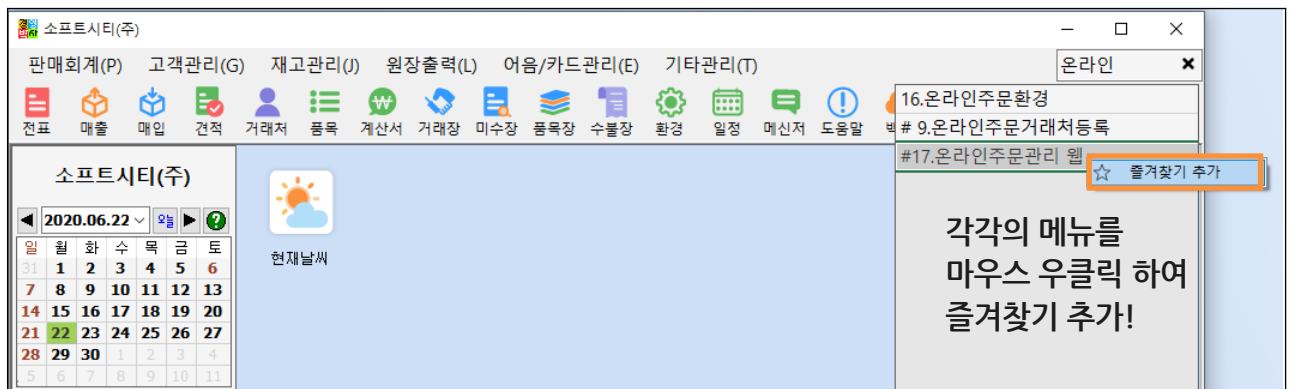 소프트시티(주)
판매회계(P) 고객관리(G) 재고관리(J) 원장출력(L) 어음/카드관리(E) 기타관리(T) 온라인
전표 매출 매입 견적 거래처 품목 계산서 거래장 미수장 품목장 수불장 환경 일정 메신저 도움말
16.온라인주문환경
# 9.온라인주문거래처등록
#17.온라인주문관리 웹
즐겨찾기 추가
소프트시티(주)
2020.06.22 오늘
일 월 화 수 목 금 토
31 1 2 3 4 5 6
7 8 9 10 11 12 13
14 15 16 17 18 19 20
21 22 23 24 25 26 27
28 29 30 1 2 3 4
5 6 7 8 9 10 11
현재날씨
각각의 메뉴를
마우스 우클릭 하여
즐겨찾기 추가!